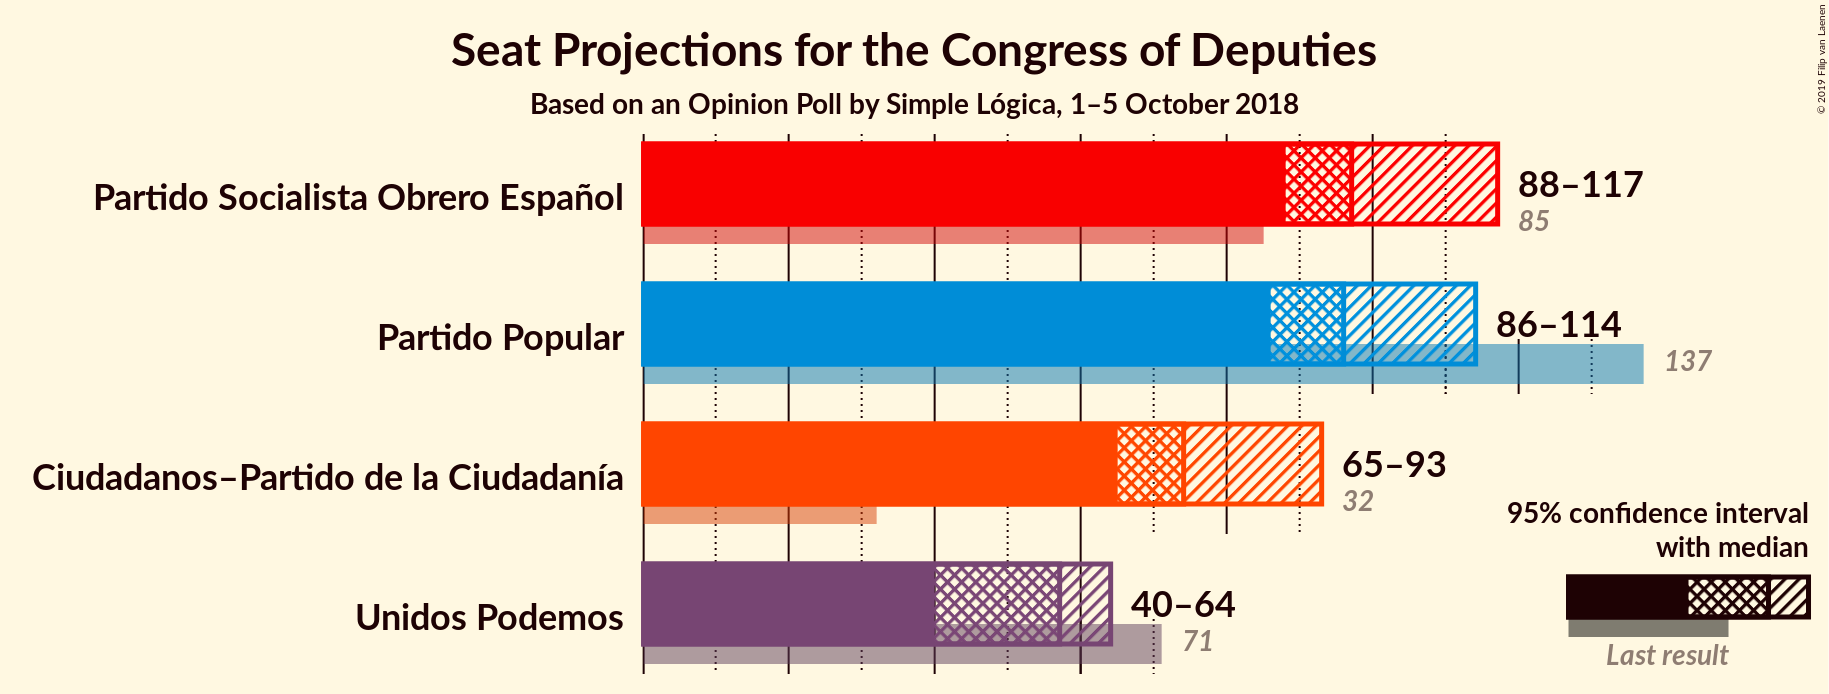 Seat Projections for the Congress of Deputies
Based on an Opinion Poll by Simple Lógica, 1–5 October 2018
© 2019 Filip van Laenen
Partido Socialista Obrero Español
88–117
85
Partido Popular
86–114
137
Ciudadanos–Partido de la Ciudadanía
65–93
32
Unidos Podemos
40–64
71
95% confidence interval
with median
Last result